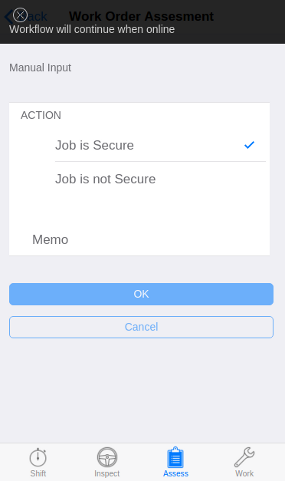 Back Work Order Assesment
Workflow will continue when online
Manual Input
ACTION
Job is Secure
Job is not Secure
Memo
OK
Cancel
Shift Inspect Assess Work